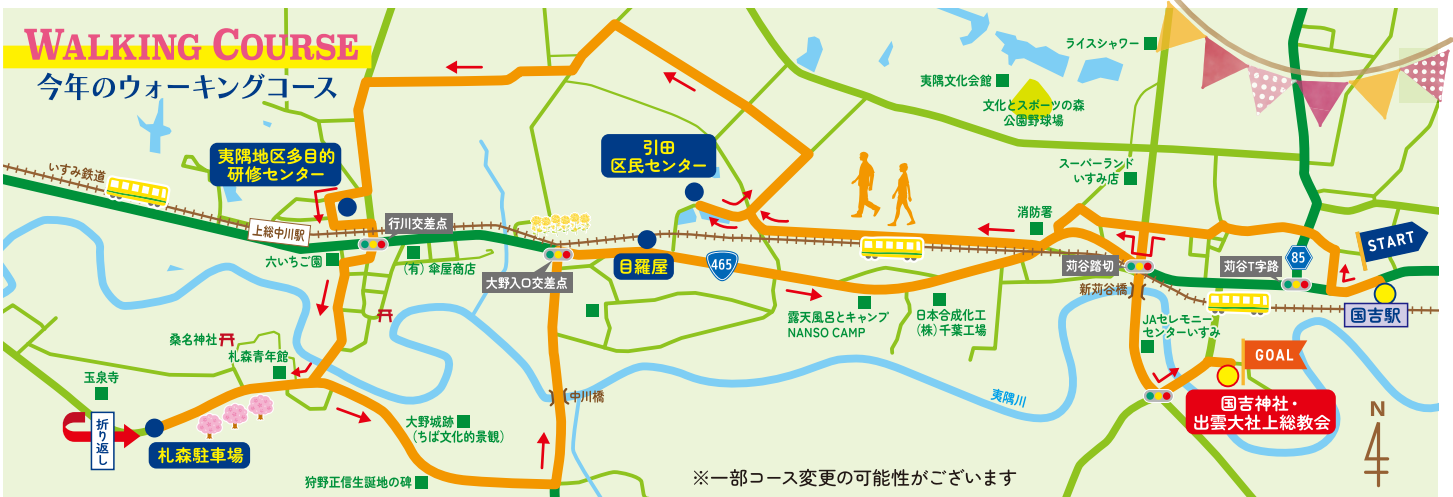 WALKING COURSE
今年のウォーキングコース
ライスシャワー
夷隅文化会館
文化とスポーツの森
公園野球場
夷隅地区多目的
研修センター
引田
区民センター
スーパーランド
いすみ店
いすみ鉄道
上総中川駅
行川交差点
消防署
START
六いちご園
(有)傘屋商店
大野入口交差点
目羅屋
465
苅谷踏切
苅谷T字路
85
新苅谷橋
国吉駅
露天風呂とキャンプ
NANSO CAMP
日本合成化工
(株)千葉工場
JAセレモニー
センターいすみ
桑名神社
札森青年館
GOAL
玉泉寺
中川橋
夷隅川
国吉神社・
出雲大社上総教会
折り返し
札森駐車場
大野城跡
(ちば文化的景観)
狩野正信生誕地の碑
※一部コース変更の可能性がございます
N